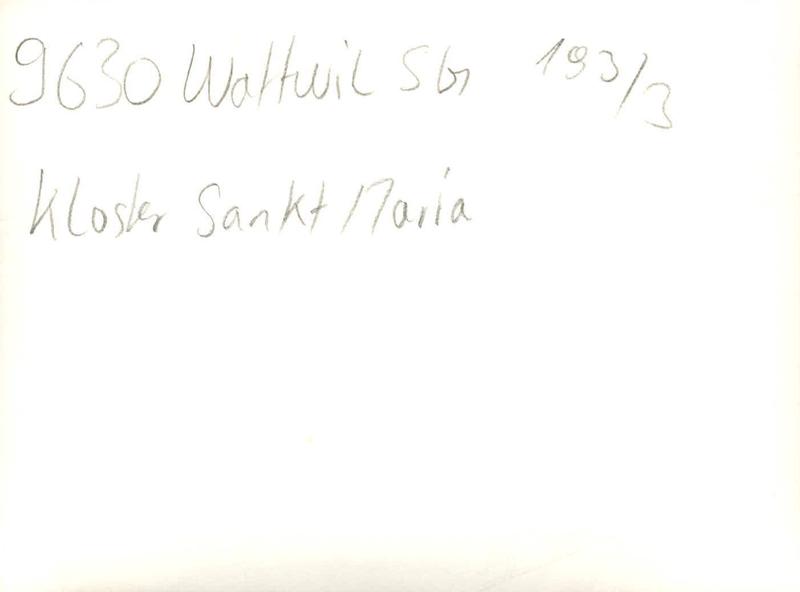 9630 Wattwil SG 193/3
Kloster Sankt Maria